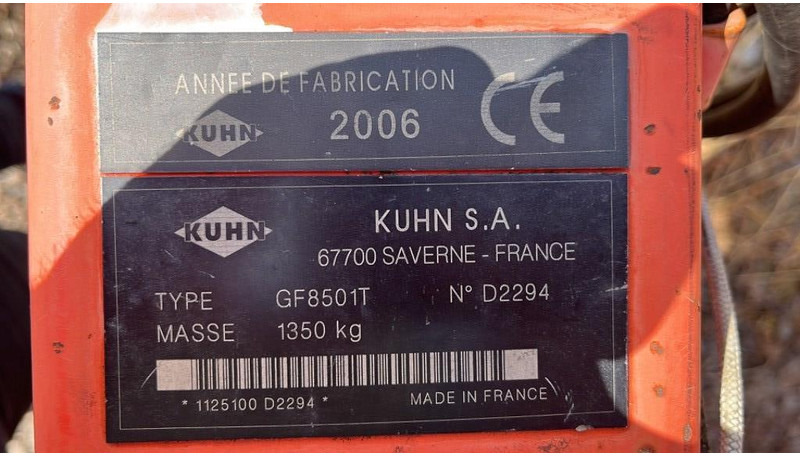 ANNEE DE FABRICATION
KUHN 2006 CE
KUHN
KUHN S.A.
67700 SAVERNE - FRANCE
TYPE GF8501T N° D2294
MASSE 1350 kg
* 1125100 D2294 * MADE IN FRANCE